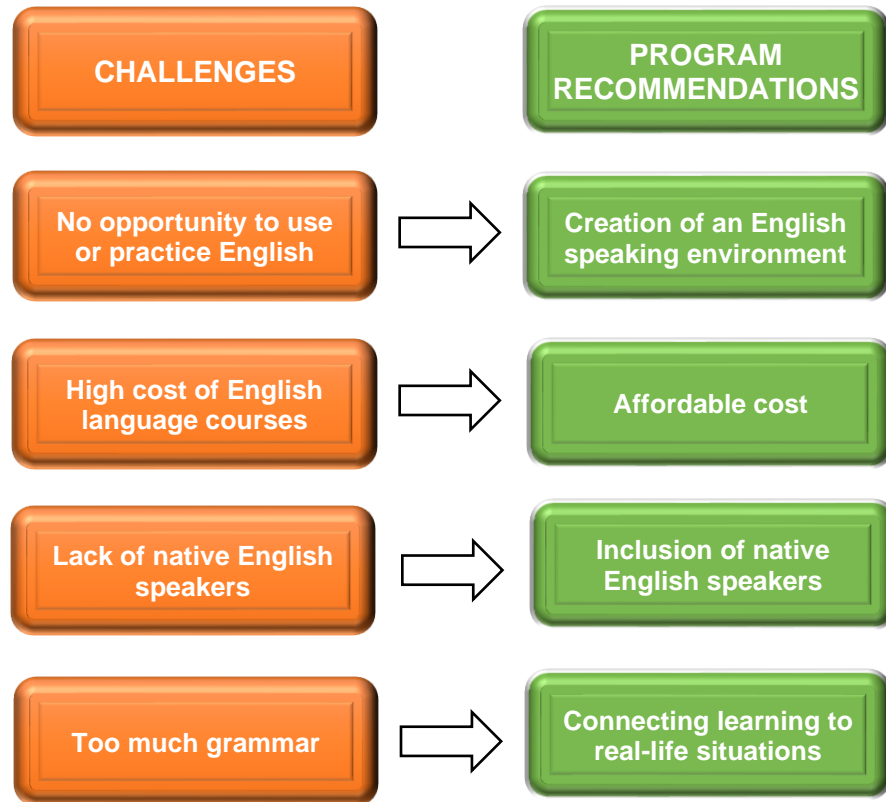 CHALLENGES
PROGRAM
RECOMMENDATIONS
No opportunity to use
or practice English
Creation of an English
speaking environment
High cost of English
language courses
Affordable cost
Lack of native English
speakers
Inclusion of native
English speakers
Too much grammar
Connecting learning to
real-life situations